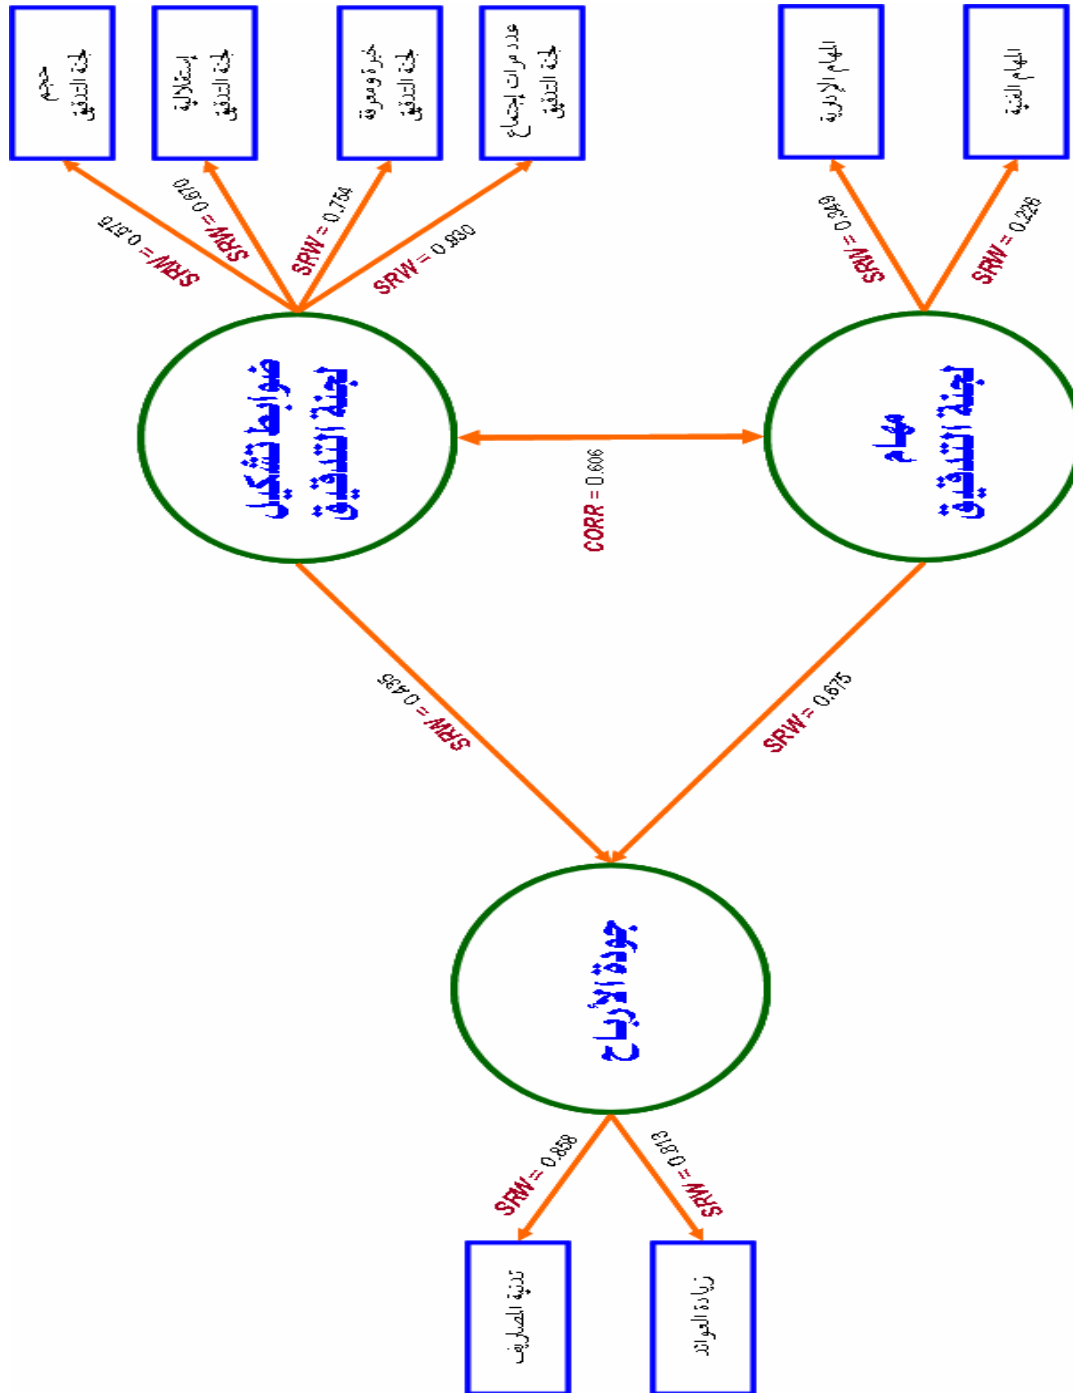 حجم
لجنة التدقيق
إستقلالية
لجنة التدقيق
خبرة ومعرفة
لجنة التدقيق
عدد مرات إجتماع
لجنة التدقيق
المهام الإدارية
المهام الفنية
SRW = 0.575
SRW = 0.670
SRW = 0.754
SRW = 0.930
SRW = 0.349
SRW = 0.226
ضوابط تشكيل
لجنة التدقيق
مهام
لجنة التدقيق
CORR = 0.606
SRW = 0.435
SRW = 0.675
جودة الأرباح
SRW = 0.858
SRW = 0.813
تدنية المصاريف
زيادة العوائد